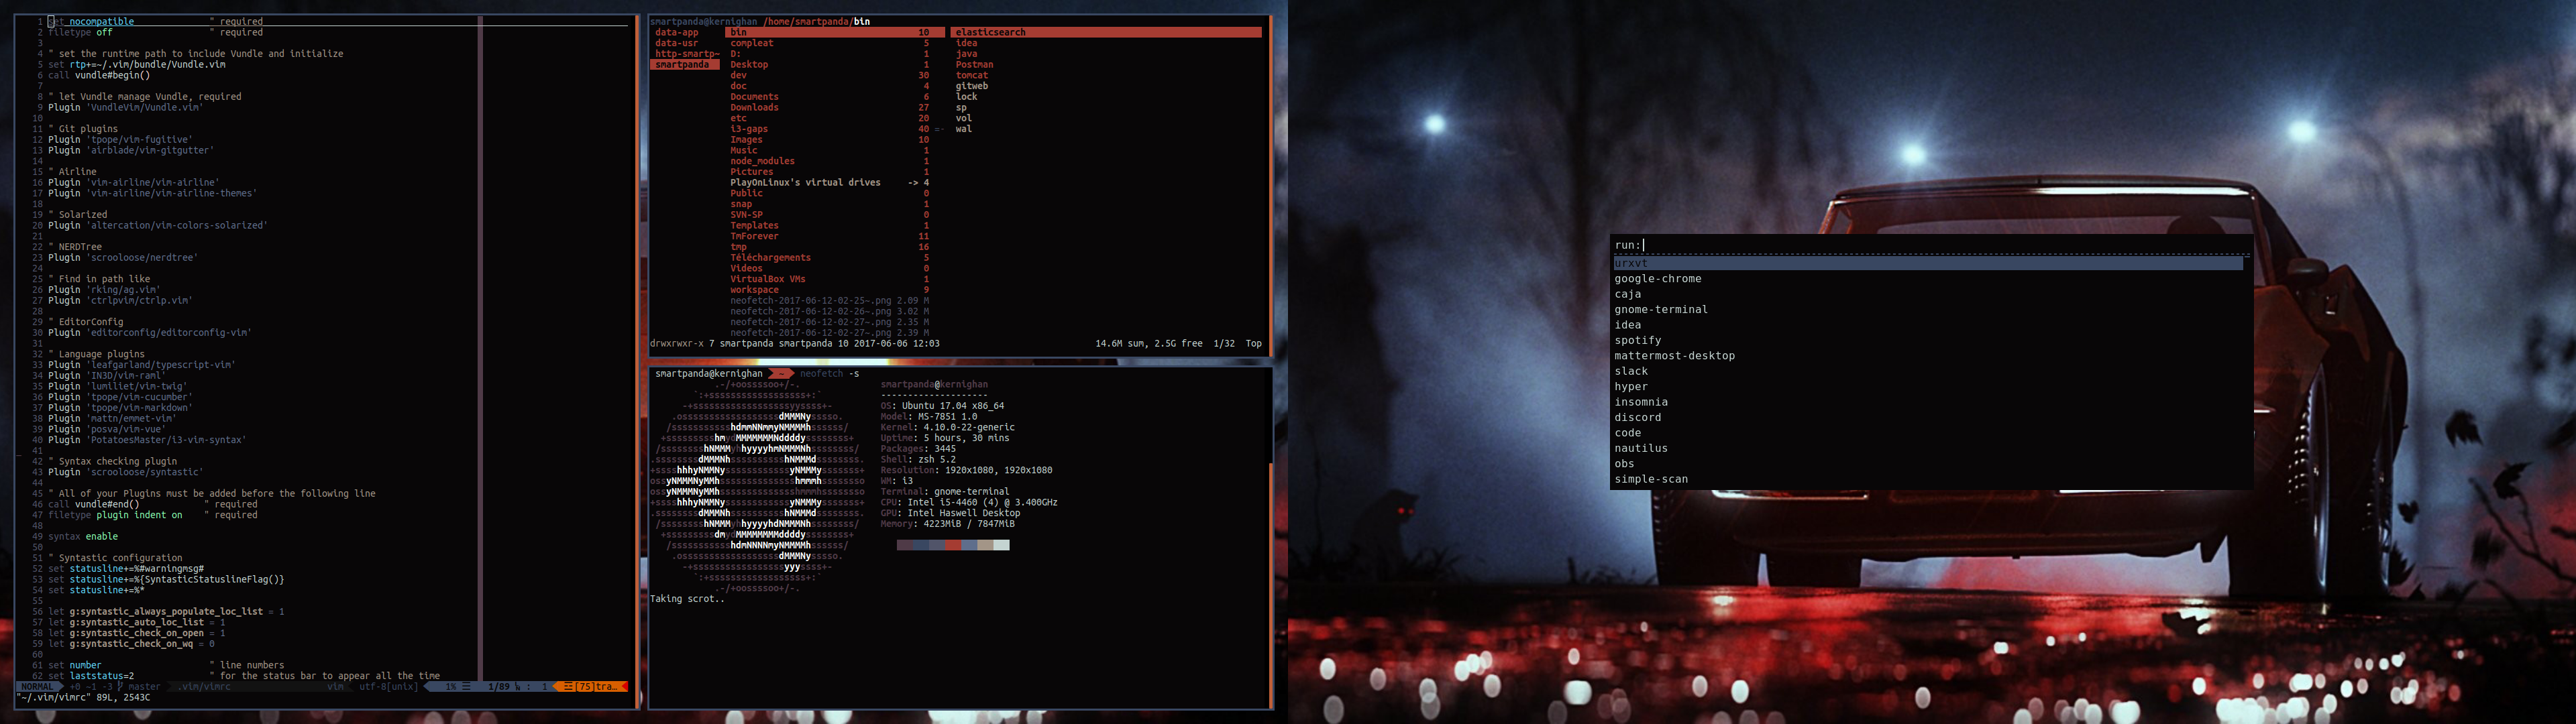 1 set nocompatible " required
2 filetype off " required
3
4 " set the runtime path to include Vundle and initialize
5 set rtp+=~/.vim/bundle/Vundle.vim
6 call vundle#begin()
7
8 " let Vundle manage Vundle, required
9 Plugin 'VundleVim/Vundle.vim'
10
11 " Git plugins
12 Plugin 'tpope/vim-fugitive'
13 Plugin 'airblade/vim-gitgutter'
14
15 " Airline
16 Plugin 'vim-airline/vim-airline'
17 Plugin 'vim-airline/vim-airline-themes'
18
19 " Solarized
20 Plugin 'altercation/vim-colors-solarized'
21
22 " NERDTree
23 Plugin 'scrooloose/nerdtree'
24
25 " Find in path like
26 Plugin 'rking/ag.vim'
27 Plugin 'ctrlpvim/ctrlp.vim'
28
29 " EditorConfig
30 Plugin 'editorconfig/editorconfig-vim'
31
32 " Language plugins
33 Plugin 'leafgarland/typescript-vim'
34 Plugin 'IN3D/vim-raml'
35 Plugin 'lumiliet/vim-twig'
36 Plugin 'tpope/vim-cucumber'
37 Plugin 'tpope/vim-markdown'
38 Plugin 'mattn/emmet-vim'
39 Plugin 'posva/vim-vue'
40 Plugin 'PotatoesMaster/i3-vim-syntax'
41
42 " Syntax checking plugin
43 Plugin 'scrooloose/syntastic'
44
45 " All of your Plugins must be added before the following line
46 call vundle#end() " required
47 filetype plugin indent on " required
48
49 syntax enable
50
51 " Syntastic configuration
52 set statusline+=%#warningmsg#
53 set statusline+=%{SyntasticStatuslineFlag()}
54 set statusline+=%*
55
56 let g:syntastic_always_populate_loc_list = 1
57 let g:syntastic_auto_loc_list = 1
58 let g:syntastic_check_on_open = 1
59 let g:syntastic_check_on_wq = 0
60
61 set number " line numbers
62 set laststatus=2 " for the status bar to appear all the time
NORMAL +0 ~1 -3 master .vim/vimrc vim utf-8[unix] 1% 1/89 : 1 [75]tra…
"~/.vim/vimrc" 89L, 2543C
smartpanda@kernighan /home/smartpanda/bin
data-app bin 10 elasticsearch
data-usr compleat 5 idea
http-smartp~ D: 1 java
smartpanda Desktop 1 Postman
dev 30 tomcat
doc 4 gitweb
Documents 6 lock
Downloads 27 sp
etc 20 vol
i3-gaps 40 =- wal
Images 10
Music 1
node_modules 1
Pictures 1
PlayOnLinux's virtual drives -> 4
Public 0
snap 1
SVN-SP 0
Templates 1
TmForever 11
tmp 16
Téléchargements 5
Videos 0
VirtualBox VMs 1
workspace 9
neofetch-2017-06-12-02-25~.png 2.09 M
neofetch-2017-06-12-02-26~.png 3.02 M
neofetch-2017-06-12-02-27~.png 2.35 M
neofetch-2017-06-12-02-27~.png 2.39 M
drwxrwxr-x 7 smartpanda smartpanda 10 2017-06-06 12:03 14.6M sum, 2.5G free 1/32 Top
smartpanda@kernighan ~ neofetch -s
smartpanda@kernighan
--------------------
OS: Ubuntu 17.04 x86_64
Model: MS-7851 1.0
Kernel: 4.10.0-22-generic
Uptime: 5 hours, 30 mins
Packages: 3445
Shell: zsh 5.2
Resolution: 1920x1080, 1920x1080
WM: i3
Terminal: gnome-terminal
CPU: Intel i5-4460 (4) @ 3.400GHz
GPU: Intel Haswell Desktop
Memory: 4223MiB / 7847MiB
Taking scrot..
run:
urxvt
google-chrome
caja
gnome-terminal
idea
spotify
mattermost-desktop
slack
hyper
insomnia
discord
code
nautilus
obs
simple-scan